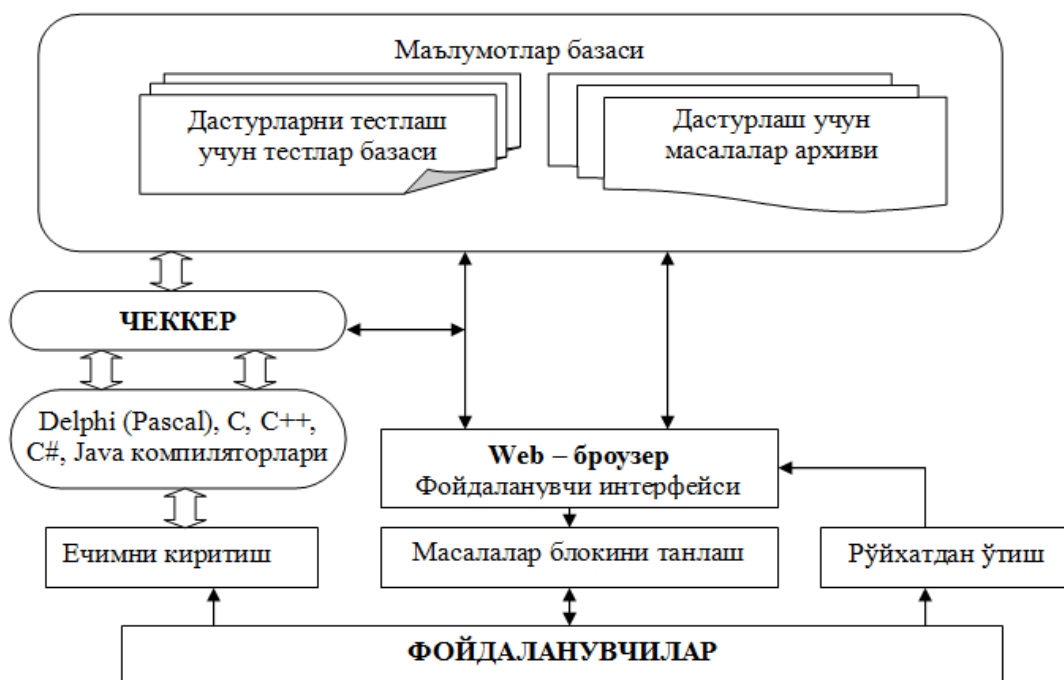 Маълумотлар базаси
Дастурларни тестлаш
учун тестлар базаси
Дастурлаш учун
масалалар архиви
ЧЕККЕР
Delphi (Pascal), C, C++,
C#, Java компиляторлари
Web – броузер
Фойдаланувчи интерфейси
Ечимни киритиш
Масалалар блокини танлаш
Рўйхатдан ўтиш
ФОЙДАЛАНУВЧИЛАР